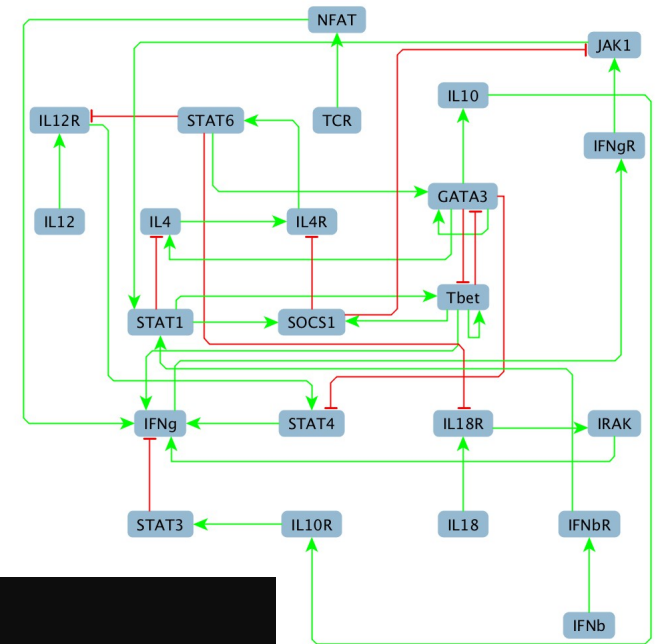 NFAT
JAK1
IL10
IL12R
STAT6
TCR
IFNgR
GATA3
IL12
IL4
IL4R
Tbet
STAT1
SOCS1
IFNg
STAT4
IL18R
IRAK
STAT3
IL10R
IL18
IFNbR
IFNb